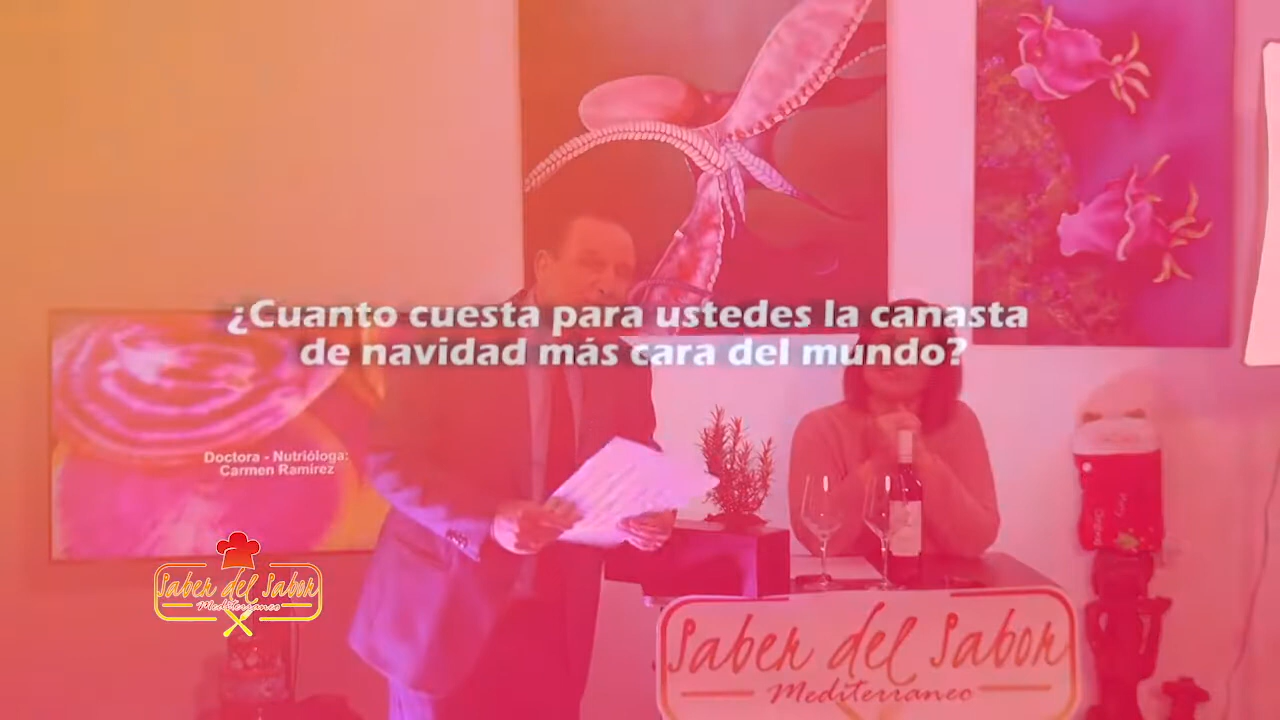 ¿Cuanto cuesta para ustedes la canasta
de navidad más cara del mundo?
Doctora - Nutrióloga:
Carmen Ramírez
Saber del Sabor
Mediterraneo
Saber del Sabor
Mediterraneo